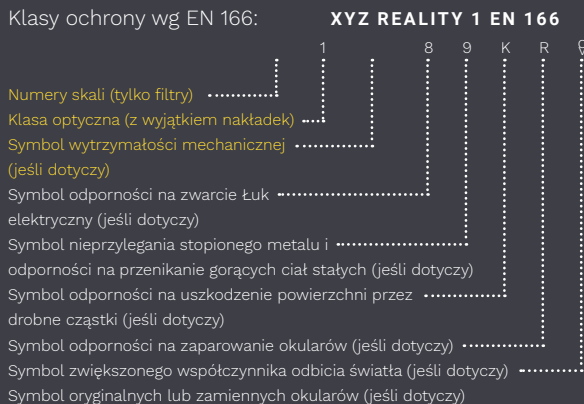 Klasy ochrony wg EN 166: XYZ REALITY 1 EN 166
1 8 9 K R
Numery skali (tylko filtry)
Klasa optyczna (z wyjątkiem nakładek)
Symbol wytrzymałości mechanicznej
(jeśli dotyczy)
Symbol odporności na zwarcie Łuk
elektryczny (jeśli dotyczy)
Symbol nieprzylegania stopionego metalu i
odporności na przenikanie gorących ciał stałych (jeśli dotyczy)
Symbol odporności na uszkodzenie powierzchni przez
drobne cząstki (jeśli dotyczy)
Symbol odporności na zaparowanie okularów (jeśli dotyczy)
Symbol zwiększonego współczynnika odbicia światła (jeśli dotyczy)
Symbol oryginalnych lub zamiennych okularów (jeśli dotyczy)